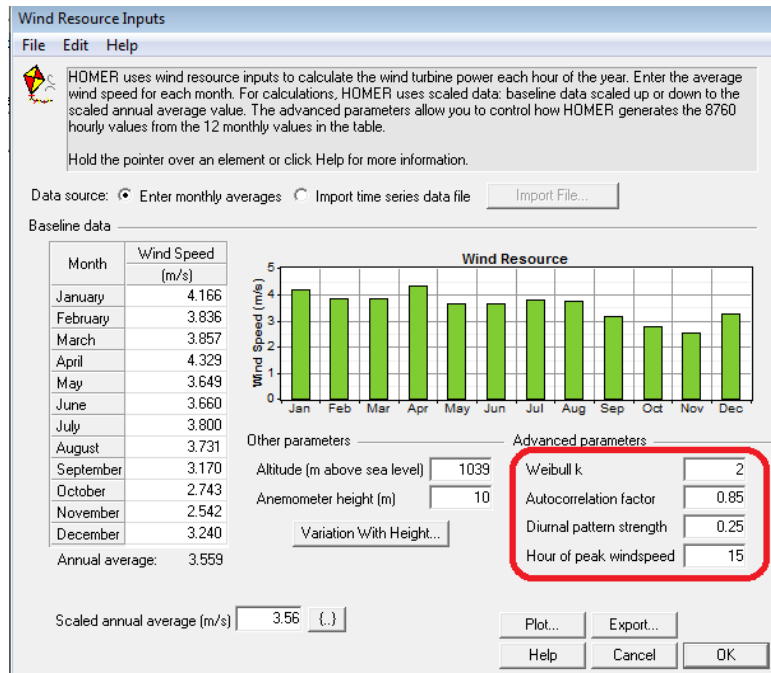 Wind Resource Inputs
File Edit Help
HOMER uses wind resource inputs to calculate the wind turbine power each hour of the year. Enter the average
wind speed for each month. For calculations, HOMER uses scaled data: baseline data scaled up or down to the
scaled annual average value. The advanced parameters allow you to control how HOMER generates the 8760
hourly values from the 12 monthly values in the table.
Hold the pointer over an element or click Help for more information.
Data source: Enter monthly averages Import time series data file Import File...
Baseline data
Month Wind Speed
(m/s)
January 4.166
February 3.836
March 3.857
April 4.329
May 3.649
June 3.660
July 3.800
August 3.731
September 3.170
October 2.743
November 2.542
December 3.240
Annual average: 3.559
Wind Resource
Wind Speed (m/s)
5
4
3
2
1
0
Jan Feb Mar Apr May Jun Jul Aug Sep Oct Nov Dec
Other parameters
Altitude (m above sea level) 1039
Anemometer height (m) 10
Variation With Height...
Advanced parameters
Weibull k 2
Autocorrelation factor 0.85
Diurnal pattern strength 0.25
Hour of peak windspeed 15
Scaled annual average (m/s) 3.56 {..}
Plot... Export...
Help Cancel OK